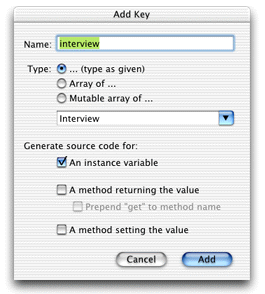 Add Key
Name: interview
Type: ... (type as given)
Array of ...
Mutable array of ...
Interview
Generate source code for:
An instance variable
A method returning the value
Prepend "get" to method name
A method setting the value
Cancel Add